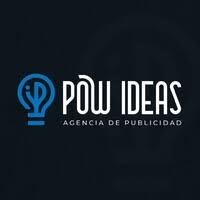 POW IDEAS
AGENCIA DE PUBLICIDAD